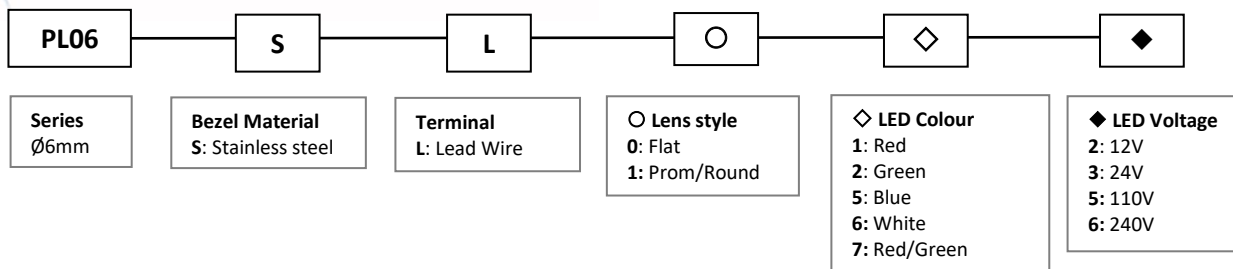 PL06
S
L
○
◇
◆
Series
Ø6mm
Bezel Material
S: Stainless steel
Terminal
L: Lead Wire
○ Lens style
0: Flat
1: Prom/Round
◇ LED Colour
1: Red
2: Green
5: Blue
6: White
7: Red/Green
◆ LED Voltage
2: 12V
3: 24V
5: 110V
6: 240V